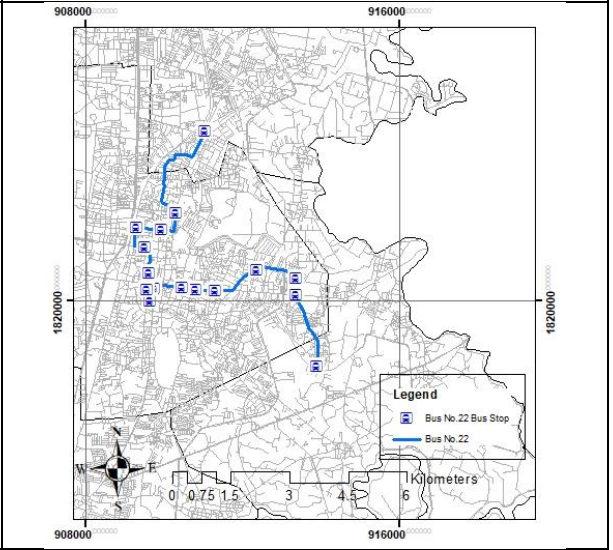 908000 916000
1820000 1820000
Legend
Bus No.22 Bus Stop
Bus No.22
N
W E
S
Kilometers
0 0.75 1.5 3 4.5 6
908000 916000